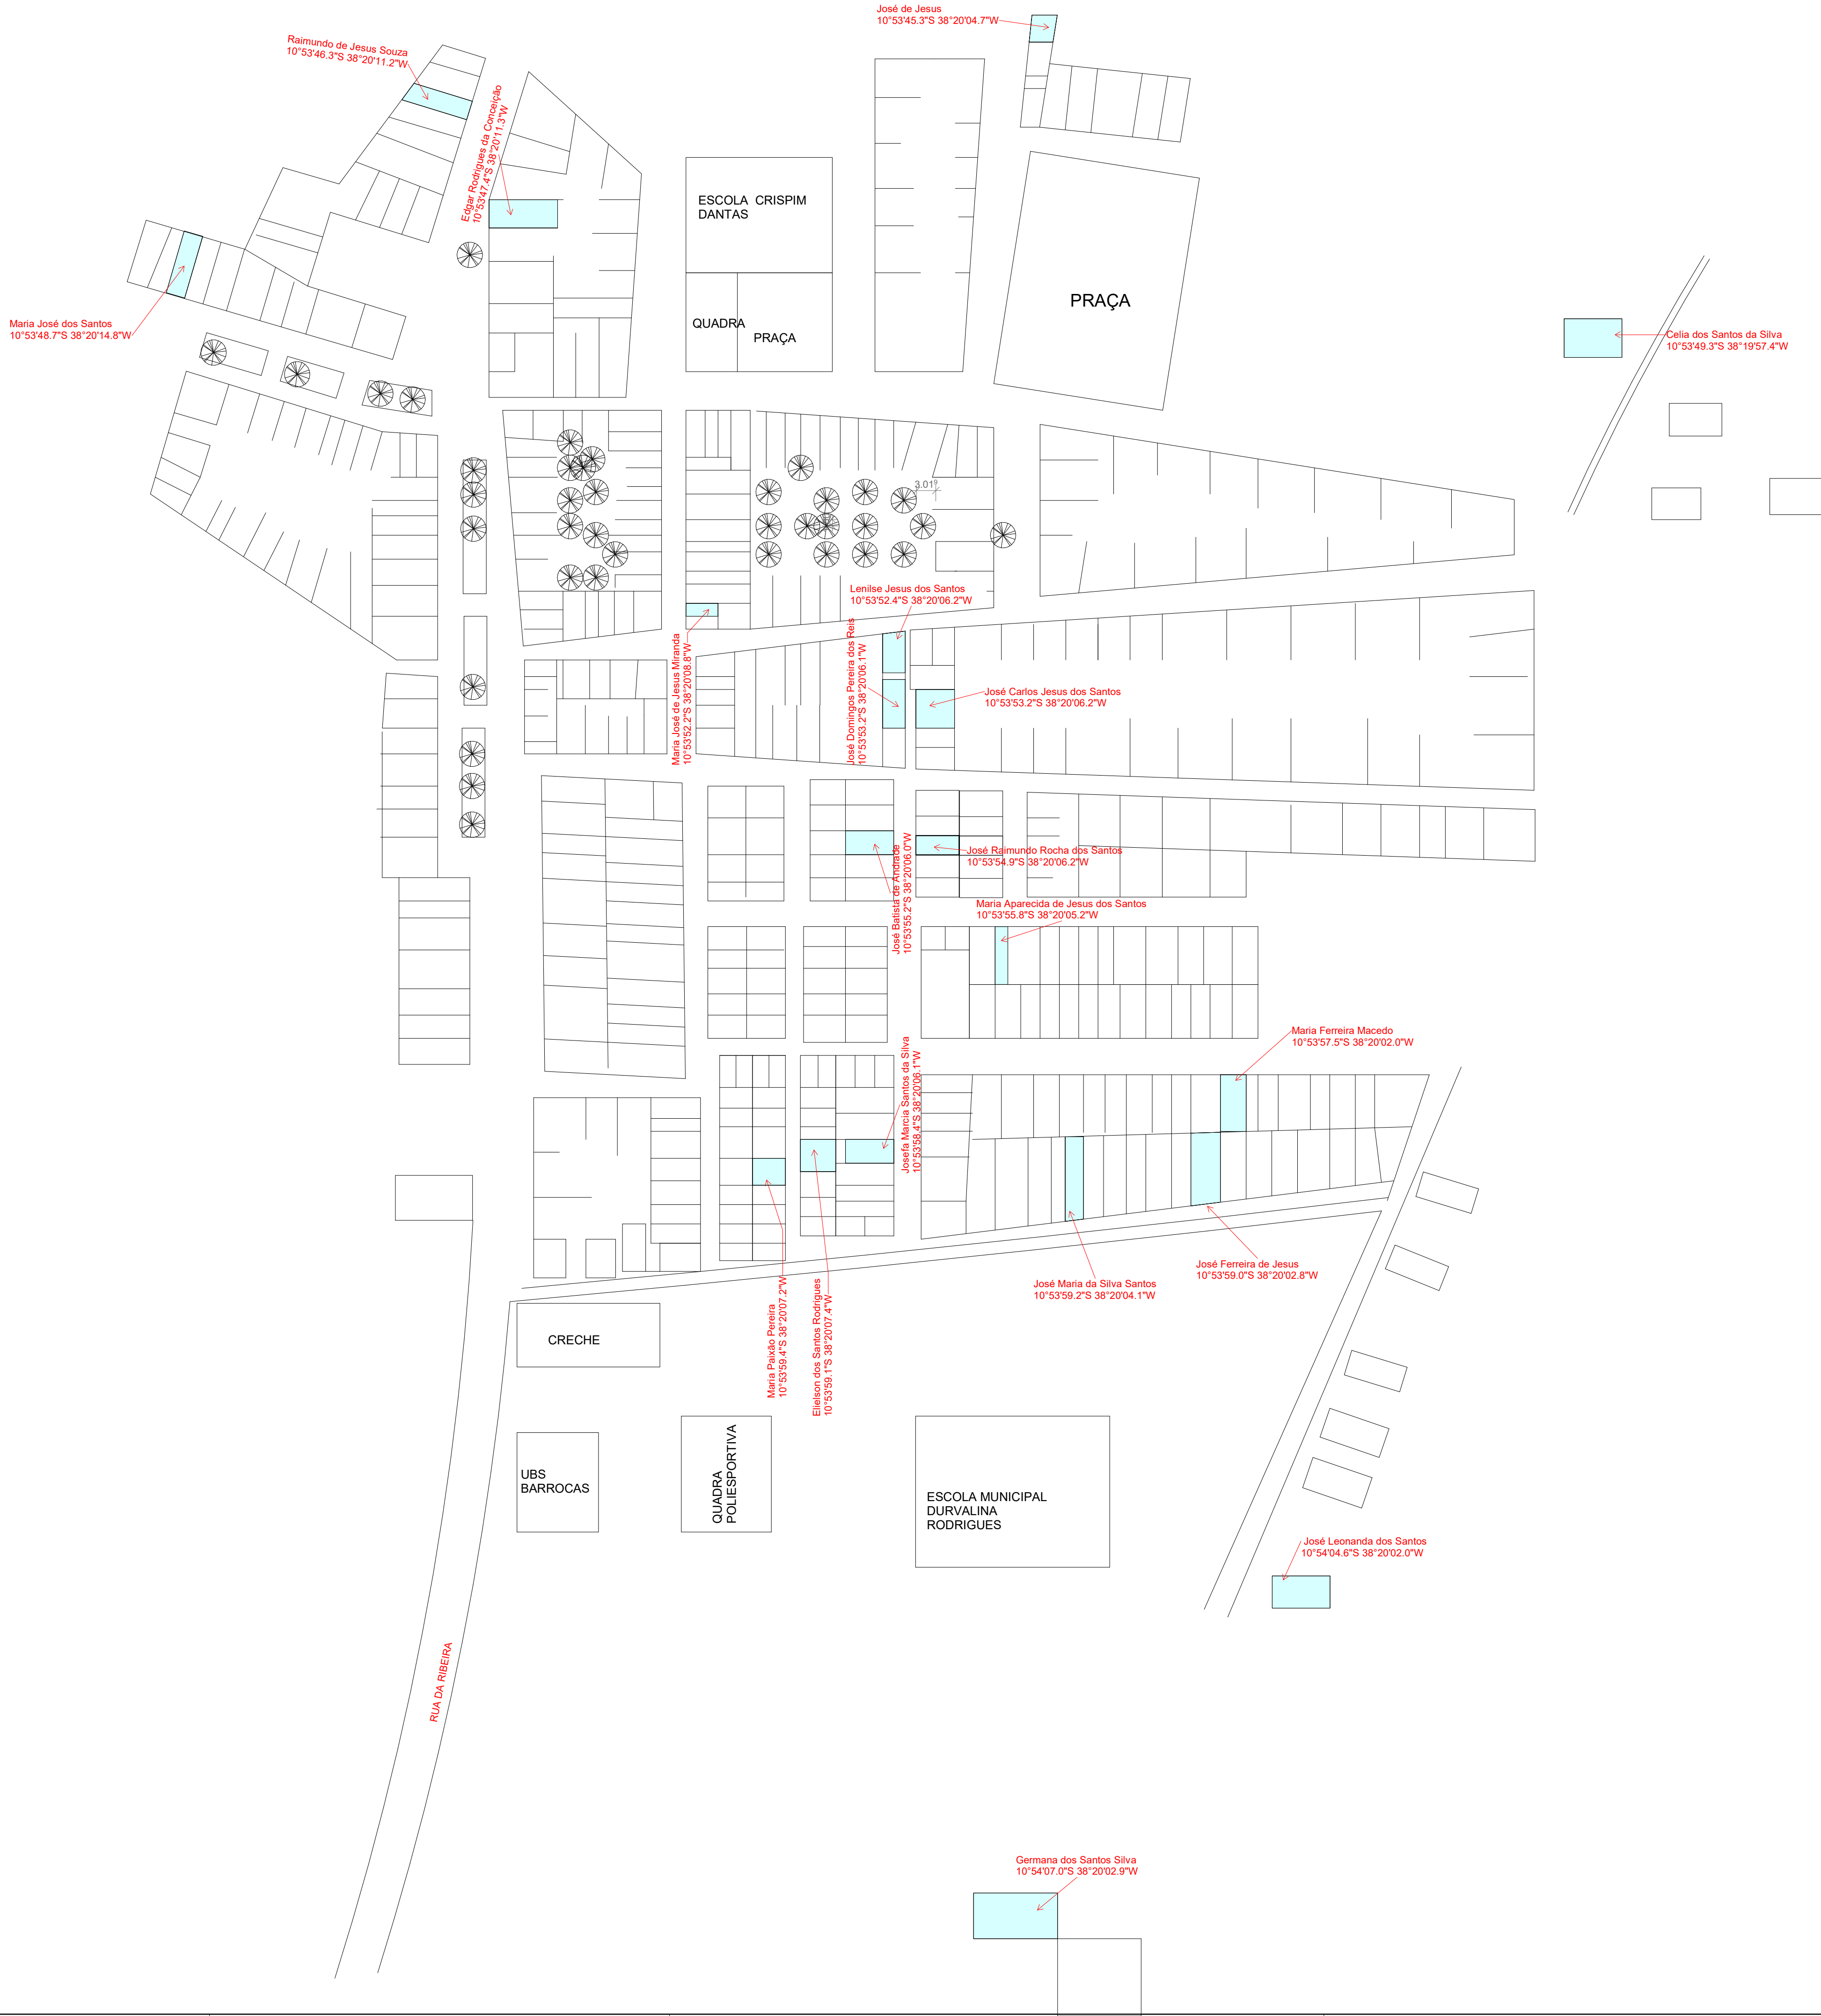 José de Jesus
10°53'45.3"S 38°20'04.7"W
Raimundo de Jesus Souza
10°53'46.3"S 38°20'11.2"W
Edgar Rodrigues da Conceição
10°53'47.4"S 38°20'11.3"W
ESCOLA CRISPIM
DANTAS
PRAÇA
QUADRA
PRAÇA
Maria José dos Santos
10°53'48.7"S 38°20'14.8"W
Celia dos Santos da Silva
10°53'49.3"S 38°19'57.4"W
3.01⁹
Lenilse Jesus dos Santos
10°53'52.4"S 38°20'06.2"W
Maria José de Jesus Miranda
10°53'52.2"S 38°20'08.8"W
José Domingos Pereira dos Reis
10°53'53.2"S 38°20'06.1"W
José Carlos Jesus dos Santos
10°53'53.2"S 38°20'06.2"W
José Batista de Andrade
10°53'55.2"S 38°20'06.0"W
José Raimundo Rocha dos Santos
10°53'54.9"S 38°20'06.2"W
Maria Aparecida de Jesus dos Santos
10°53'55.8"S 38°20'05.2"W
Maria Ferreira Macedo
10°53'57.5"S 38°20'02.0"W
Josefa Marcia Santos da Silva
10°53'58.4"S 38°20'06.1"W
José Ferreira de Jesus
10°53'59.0"S 38°20'02.8"W
José Maria da Silva Santos
10°53'59.2"S 38°20'04.1"W
Maria Paixão Pereira
10°53'59.4"S 38°20'07.2"W
Elielson dos Santos Rodrigues
10°53'59.1"S 38°20'07.4"W
CRECHE
UBS
BARROCAS
QUADRA
POLIESPORTIVA
ESCOLA MUNICIPAL
DURVALINA
RODRIGUES
José Leonanda dos Santos
10°54'04.6"S 38°20'02.0"W
RUA DA RIBEIRA
Germana dos Santos Silva
10°54'07.0"S 38°20'02.9"W